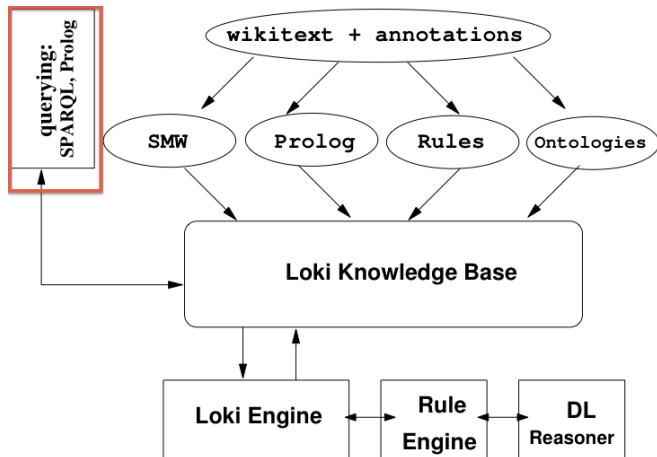 querying:
SPARQL, Prolog
wikitext + annotations
SMW
Prolog
Rules
Ontologies
Loki Knowledge Base
Loki Engine
Rule
Engine
DL
Reasoner